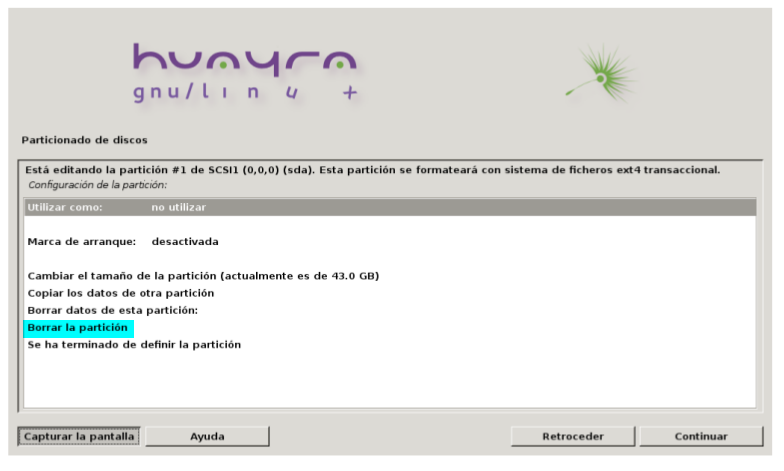 huayra
gnu/linux +
Particionado de discos
Está editando la partición #1 de SCSI1 (0,0,0) (sda). Esta partición se formateará con sistema de ficheros ext4 transaccional.
Configuración de la partición:
Utilizar como: no utilizar
Marca de arranque: desactivada
Cambiar el tamaño de la partición (actualmente es de 43.0 GB)
Copiar los datos de otra partición
Borrar datos de esta partición:
Borrar la partición
Se ha terminado de definir la partición
Capturar la pantalla Ayuda Retroceder Continuar